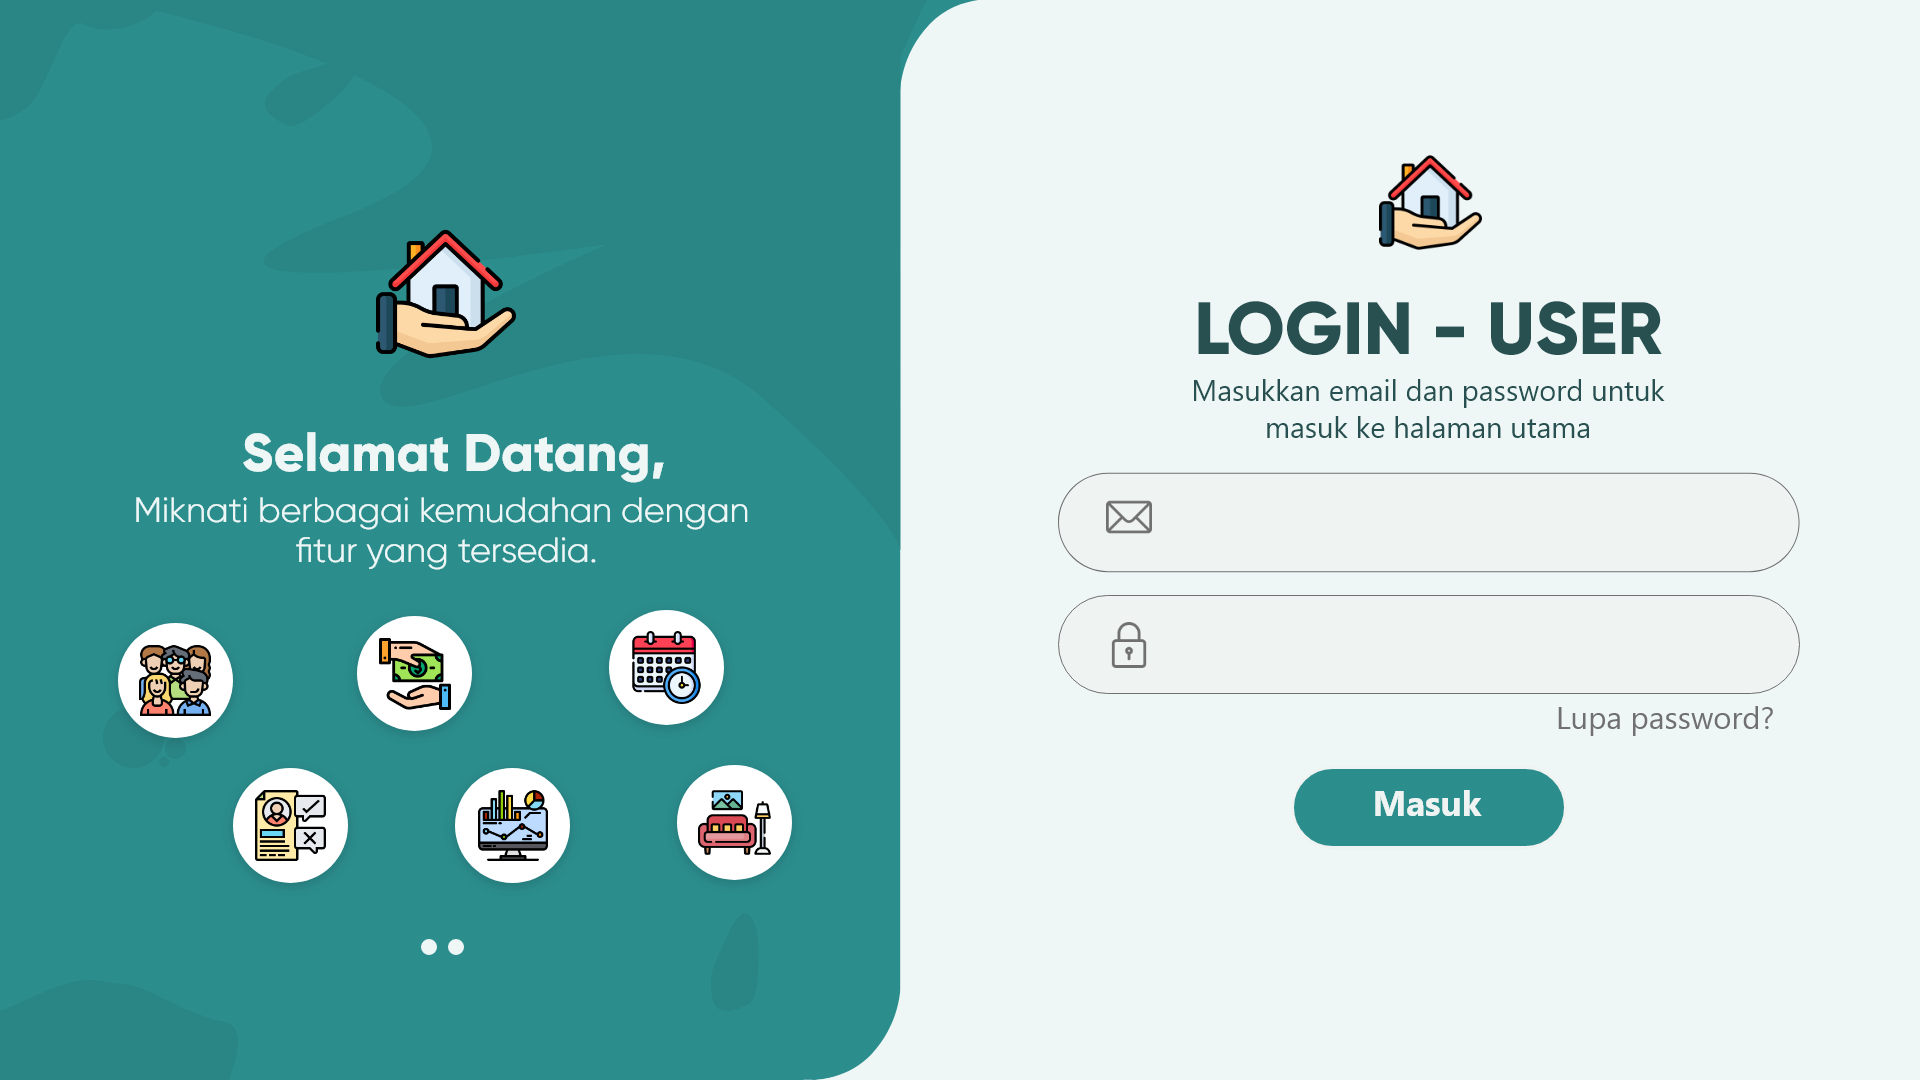 Selamat Datang,
Miknati berbagai kemudahan dengan
fitur yang tersedia.
LOGIN - USER
Masukkan email dan password untuk
masuk ke halaman utama
Lupa password?
Masuk